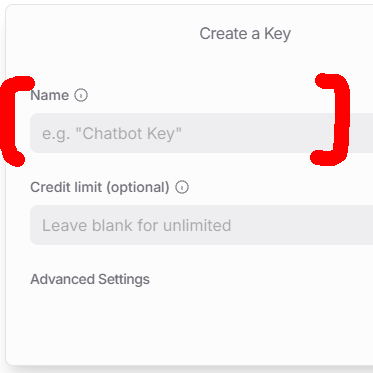 Create a Key
Name
e.g. "Chatbot Key"
Credit limit (optional)
Leave blank for unlimited
Advanced Settings